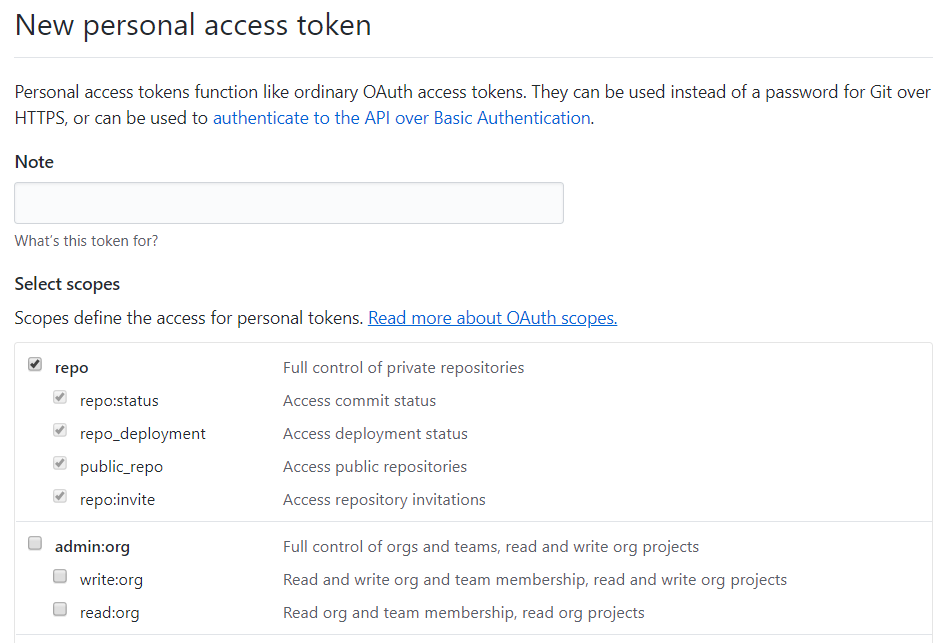 New personal access token
Personal access tokens function like ordinary OAuth access tokens. They can be used instead of a password for Git over
HTTPS, or can be used to authenticate to the API over Basic Authentication.
Note
What's this token for?
Select scopes
Scopes define the access for personal tokens. Read more about OAuth scopes.
repo Full control of private repositories
repo:status Access commit status
repo_deployment Access deployment status
public_repo Access public repositories
repo:invite Access repository invitations
admin:org Full control of orgs and teams, read and write org projects
write:org Read and write org and team membership, read and write org projects
read:org Read org and team membership, read org projects